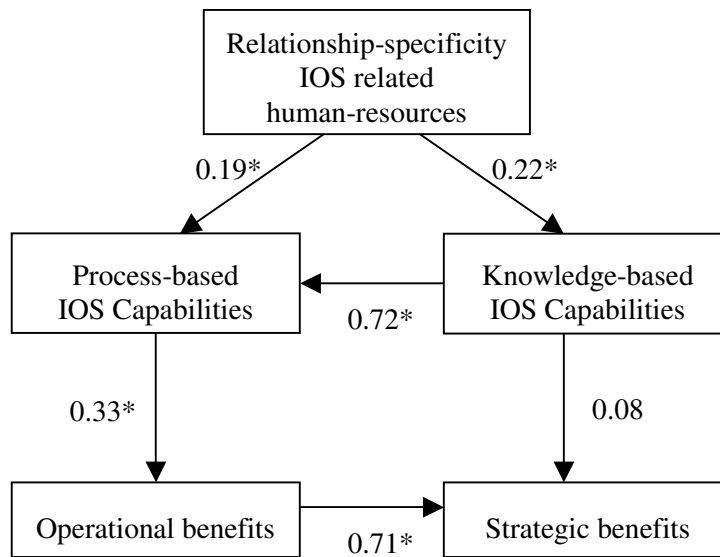 Relationship-specificity
IOS related
human-resources
0.19*
0.22*
Process-based
IOS Capabilities
Knowledge-based
IOS Capabilities
0.72*
0.33*
0.08
Operational benefits
0.71*
Strategic benefits